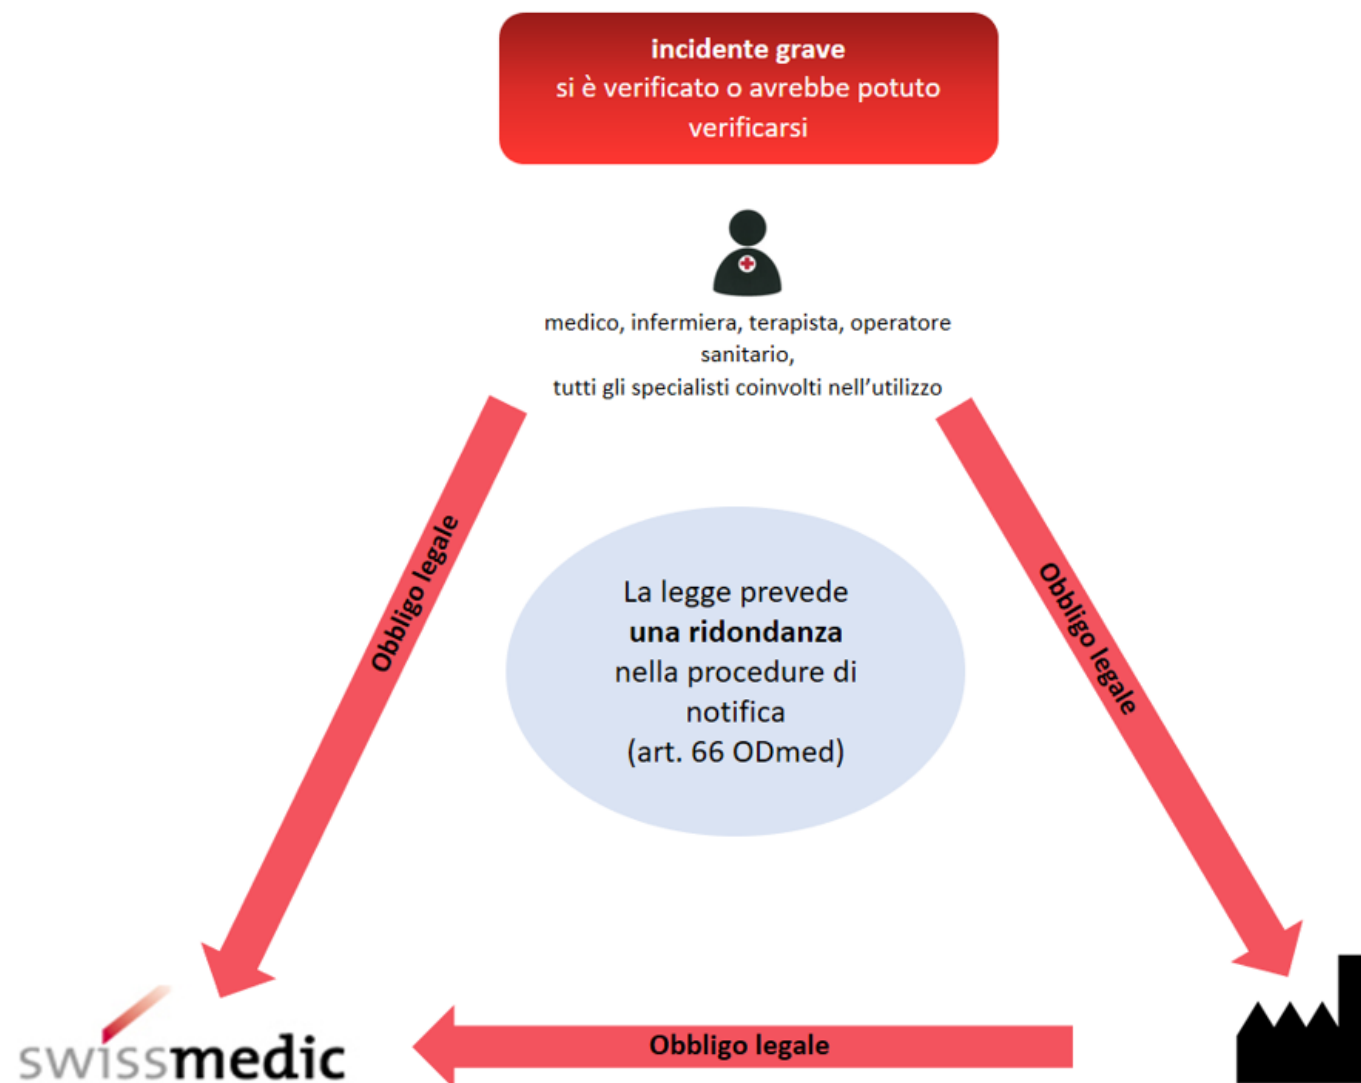 incidente grave
si è verificato o avrebbe potuto
verificarsi
medico, infermiera, terapista, operatore
sanitario,
tutti gli specialisti coinvolti nell’utilizzo
Obbligo legale
Obbligo legale
La legge prevede
una ridondanza
nella procedure di
notifica
(art. 66 ODmed)
swissmedic
Obbligo legale